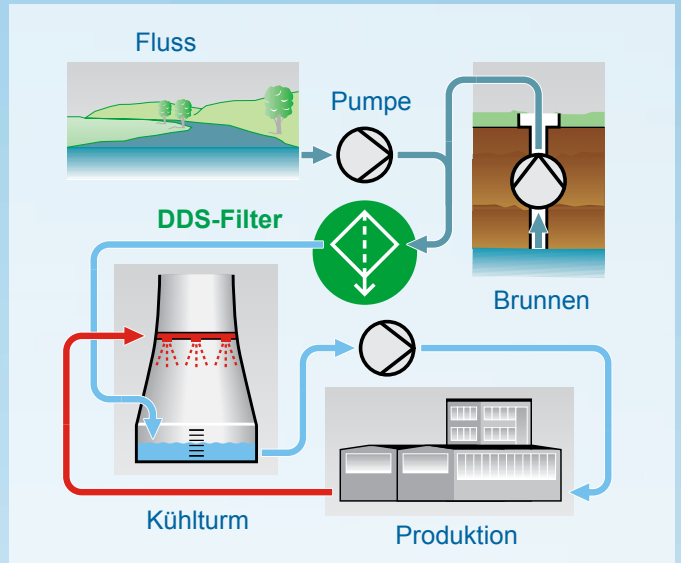 Fluss
Pumpe
DDS-Filter
Brunnen
Kühlturm
Produktion